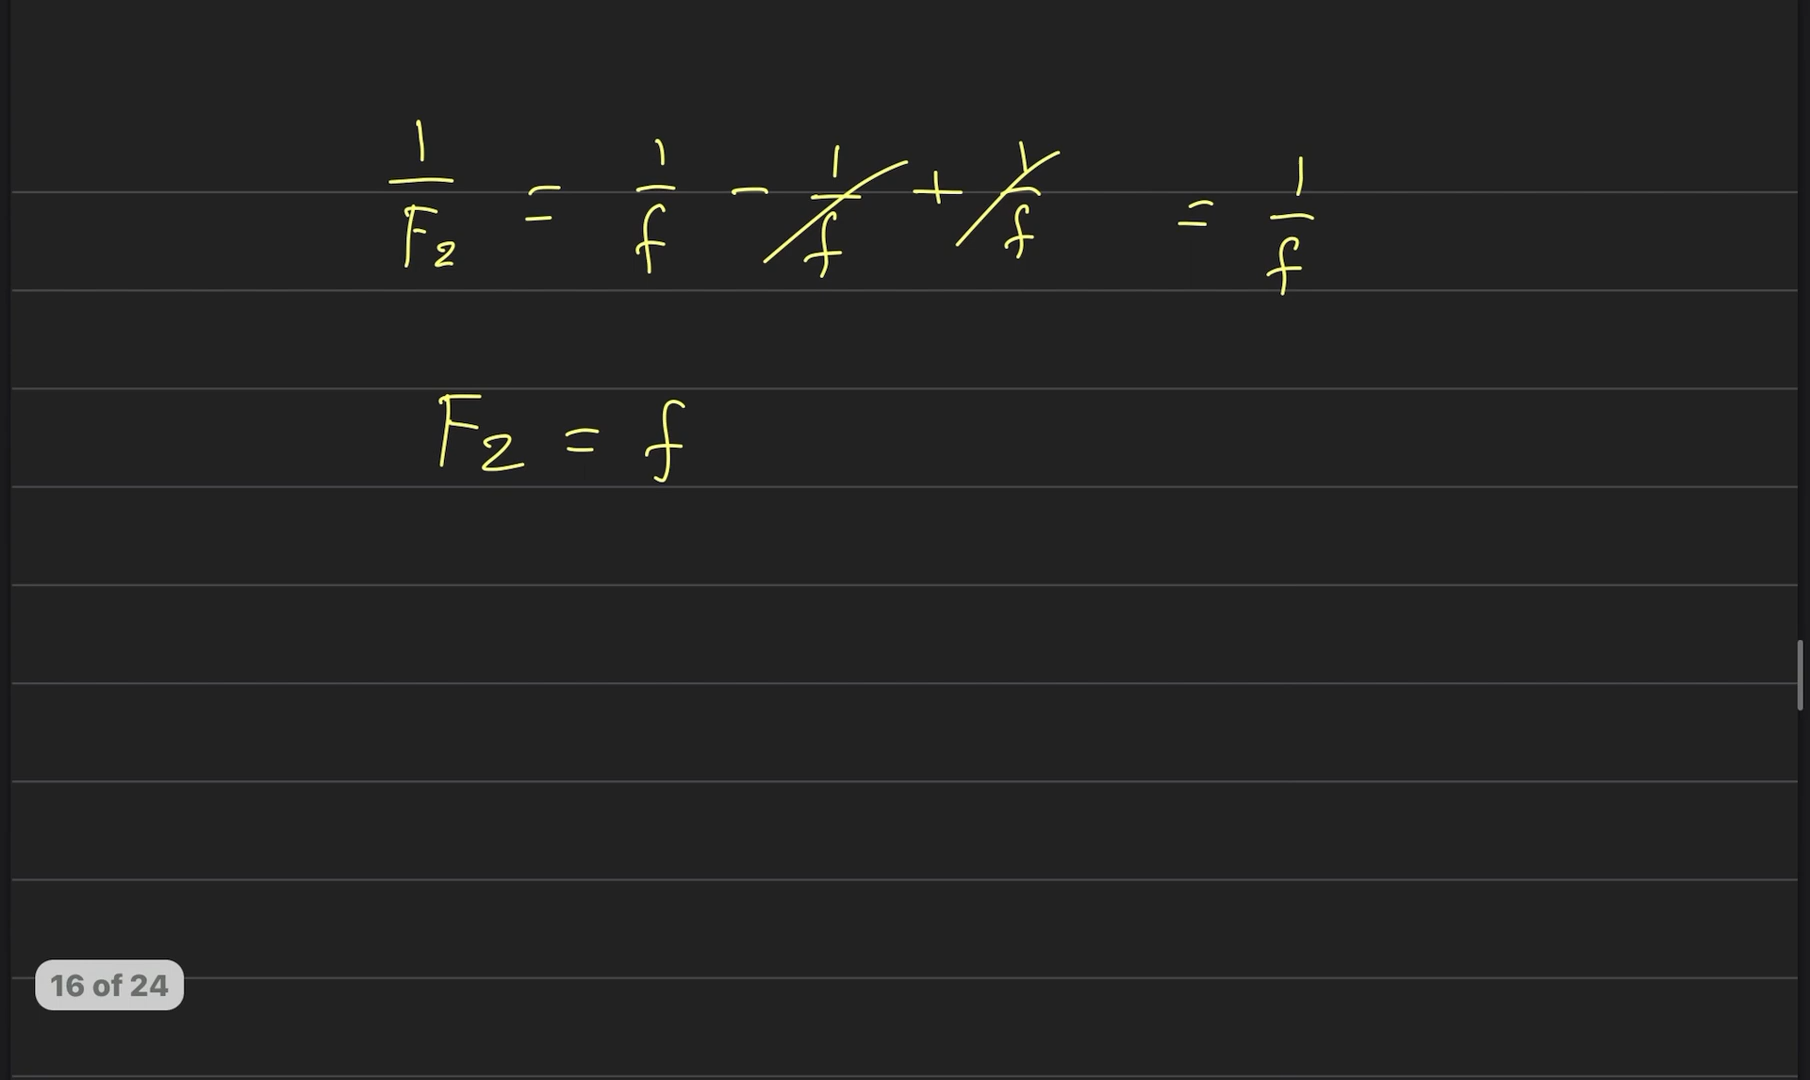 1/F₂ = 1/f - 1/f + 1/f = 1/f
F₂ = f
16 of 24